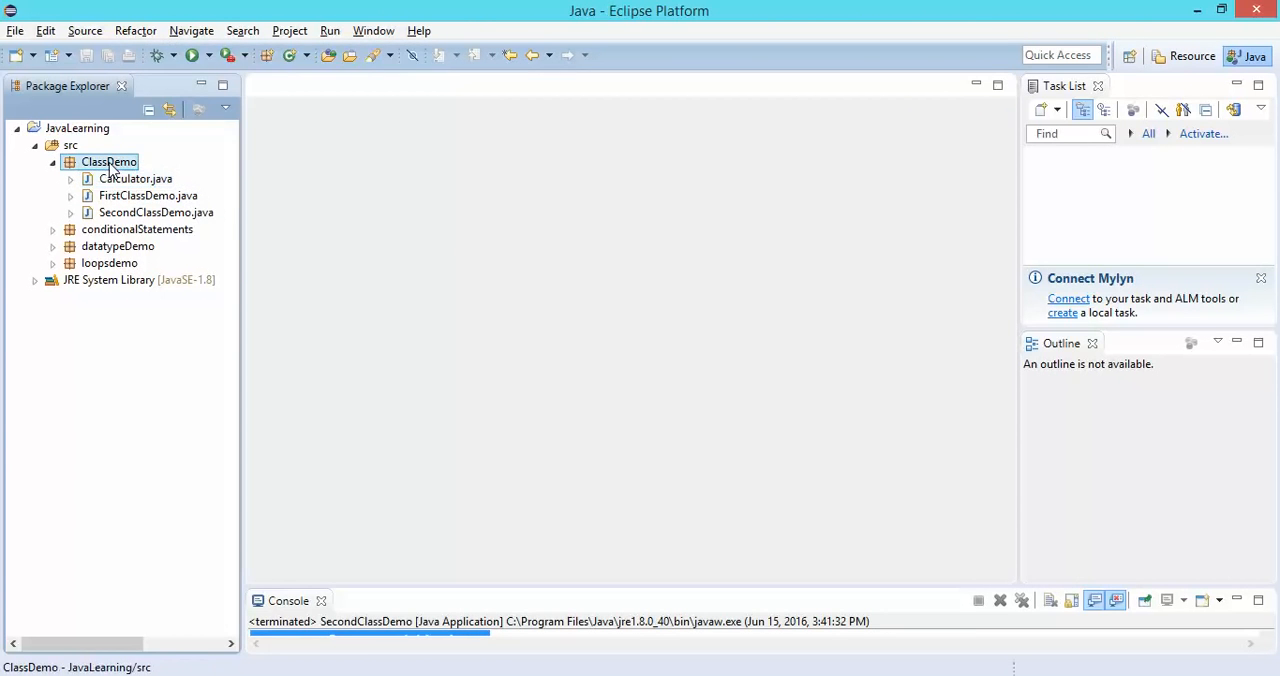 Java - Eclipse Platform
File Edit Source Refactor Navigate Search Project Run Window Help
Quick Access Resource Java
Package Explorer
JavaLearning
src
ClassDemo
Calculator.java
FirstClassDemo.java
SecondClassDemo.java
conditionalStatements
datatypeDemo
loopsdemo
JRE System Library [JavaSE-1.8]
Task List
Find All Activate...
Connect Mylyn
Connect to your task and ALM tools or
create a local task.
Outline
An outline is not available.
Console
<terminated> SecondClassDemo [Java Application] C:\Program Files\Java\jre1.8.0_40\bin\javaw.exe (Jun 15, 2016, 3:41:32 PM)
ClassDemo - JavaLearning/src